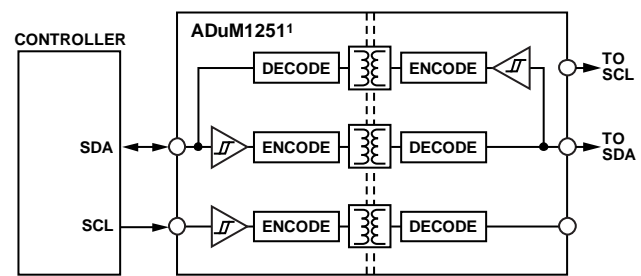 ADuM1251¹
CONTROLLER
DECODE
ENCODE
TO
SCL
SDA
ENCODE
DECODE
TO
SDA
SCL
ENCODE
DECODE